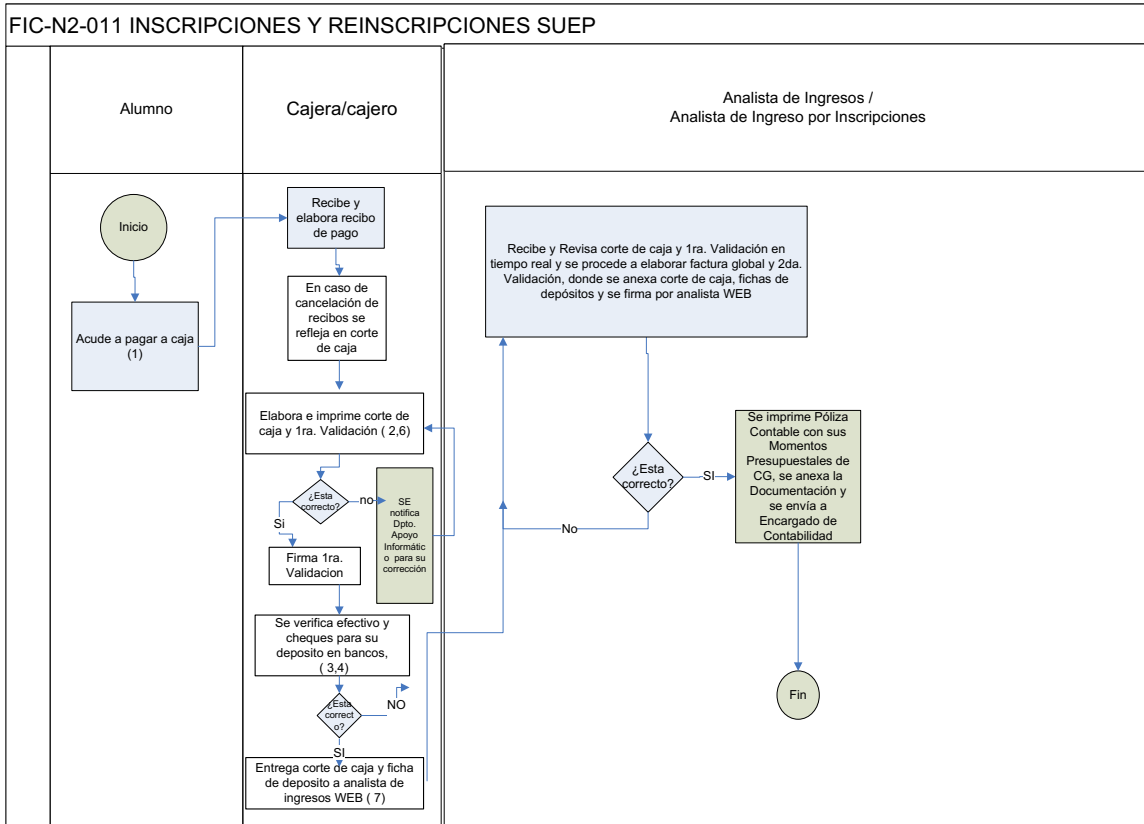 FIC-N2-011 INSCRIPCIONES Y REINSCRIPCIONES SUEP
Alumno
Cajera/cajero
Analista de Ingresos /
Analista de Ingreso por Inscripciones
Inicio
Acude a pagar a caja
(1)
Recibe y
elabora recibo
de pago
En caso de
cancelación de
recibos se
refleja en corte
de caja
Elabora e imprime corte de
caja y 1ra. Validación ( 2,6)
¿Esta
correcto?
no
Si
SE
notifica
Dpto.
Apoyo
Informátic
o para su
corrección
Firma 1ra.
Validacion
Se verifica efectivo y
cheques para su
deposito en bancos,
( 3,4)
¿Esta
correct
o?
NO
SI
Entrega corte de caja y ficha
de deposito a analista de
ingresos WEB ( 7)
Recibe y Revisa corte de caja y 1ra. Validación en
tiempo real y se procede a elaborar factura global y 2da.
Validación, donde se anexa corte de caja, fichas de
depósitos y se firma por analista WEB
¿Esta
correcto?
SI
No
Se imprime Póliza
Contable con sus
Momentos
Presupuestales de
CG, se anexa la
Documentación y
se envía a
Encargado de
Contabilidad
Fin